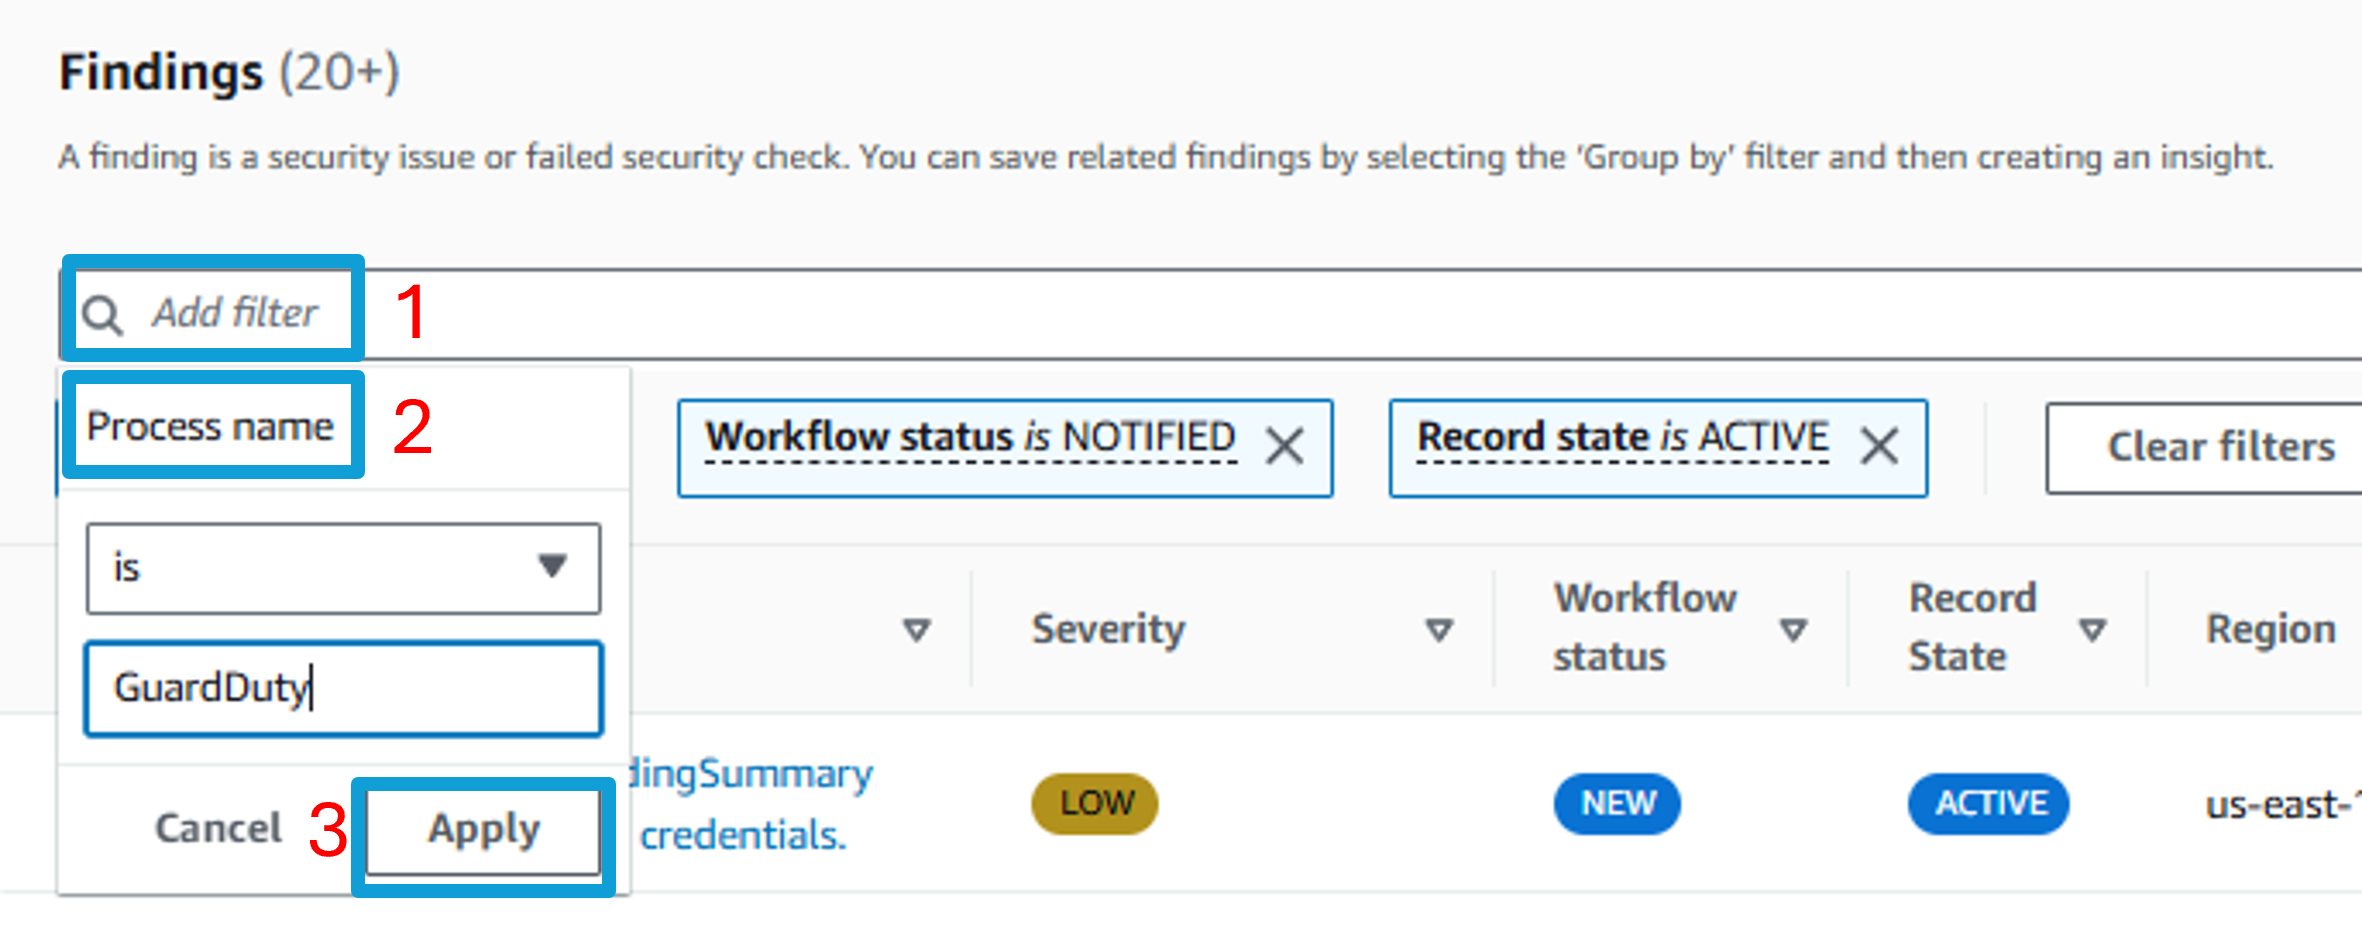 Findings (20+)
A finding is a security issue or failed security check. You can save related findings by selecting the 'Group by' filter and then creating an insight.
Add filter 1
Process name 2
Workflow status is NOTIFIED
Record state is ACTIVE
Clear filters
is
GuardDuty
Cancel 3 Apply
Severity
Workflow
status
Record
State
Region
dingSummary
credentials.
LOW
NEW
ACTIVE
us-east-1